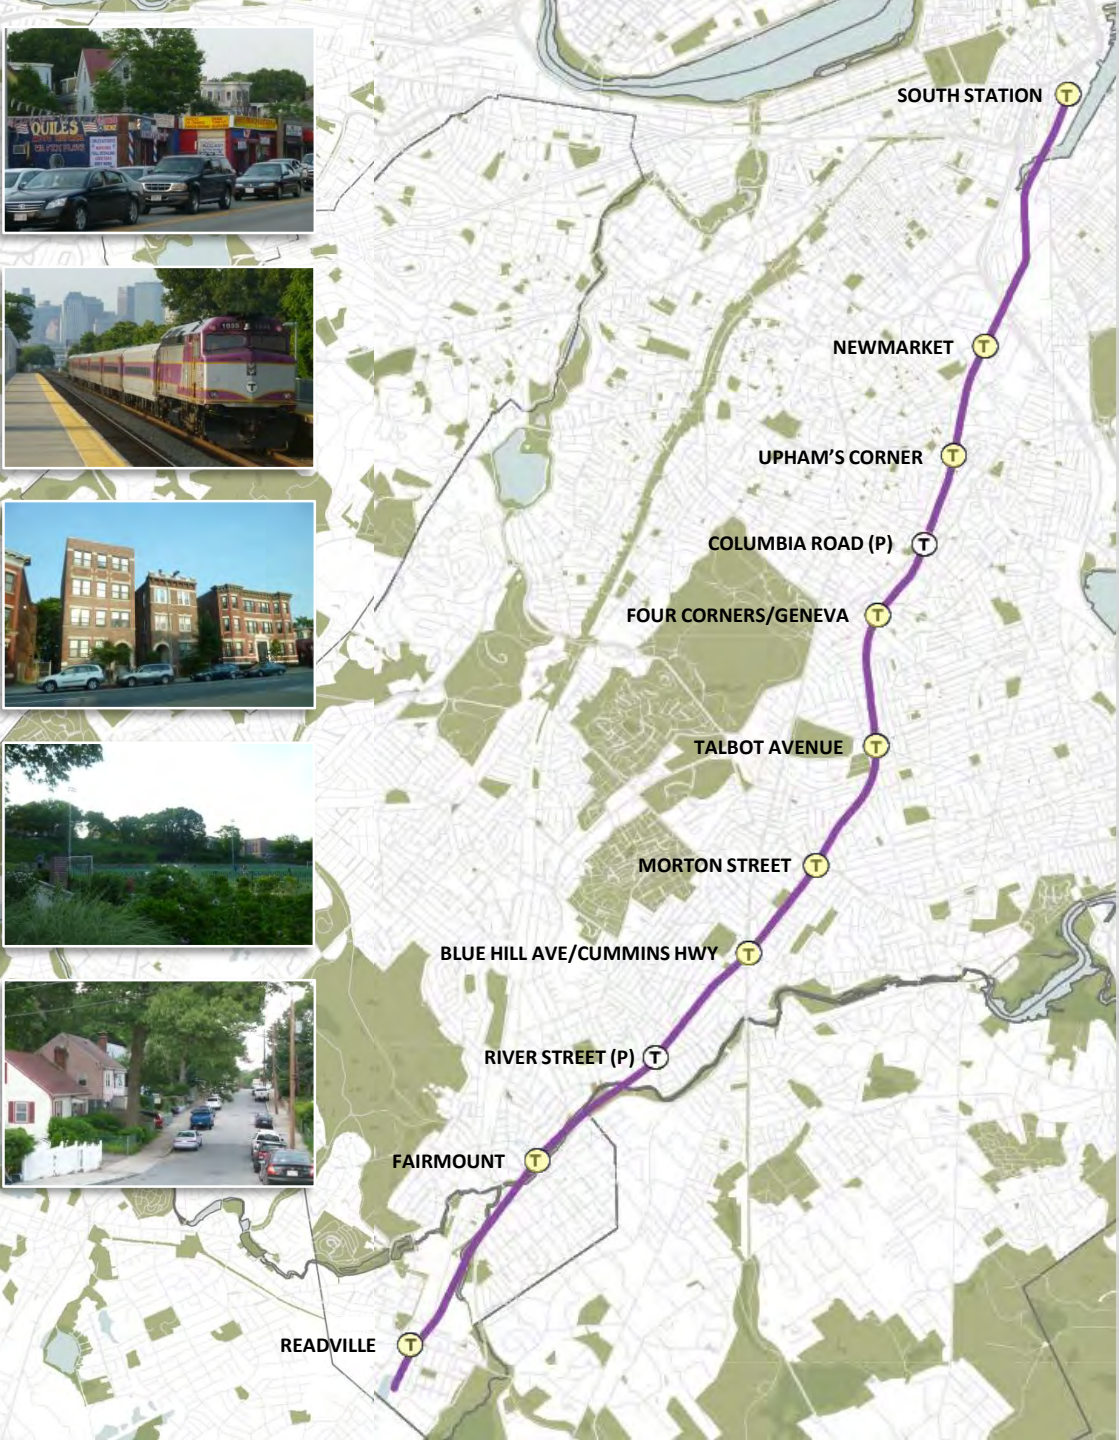 SOUTH STATION
T
NEWMARKET
T
UPHAM'S CORNER
T
COLUMBIA ROAD (P)
T
FOUR CORNERS/GENEVA
T
TALBOT AVENUE
T
MORTON STREET
T
BLUE HILL AVE/CUMMINS HWY
T
RIVER STREET (P)
T
FAIRMOUNT
T
READVILLE
T
QUILES